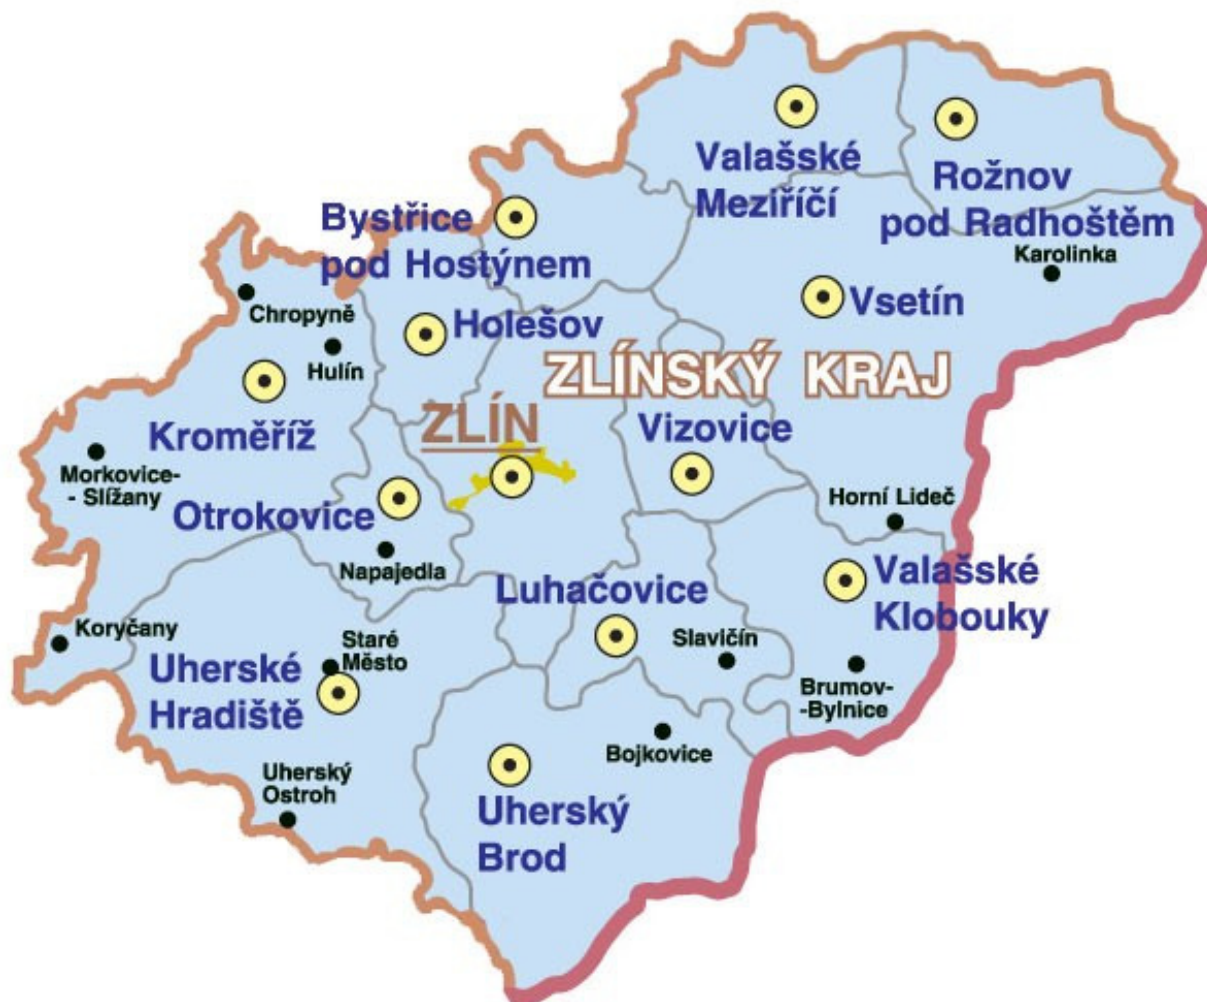 Valašské
Meziříčí
Rožnov
pod Radhoštěm
Karolinka
Bystřice
pod Hostýnem
Vsetín
Chropyně
Holešov
Hulín
ZLÍNSKÝ KRAJ
Kroměříž
ZLÍN
Vizovice
Morkovice-
- Slížany
Otrokovice
Horní Lideč
Napajedla
Luhačovice
Valašské
Klobouky
Koryčany
Staré
Město
Slavičín
Uherské
Hradiště
Brumov-
-Bylnice
Bojkovice
Uherský
Ostroh
Uherský
Brod